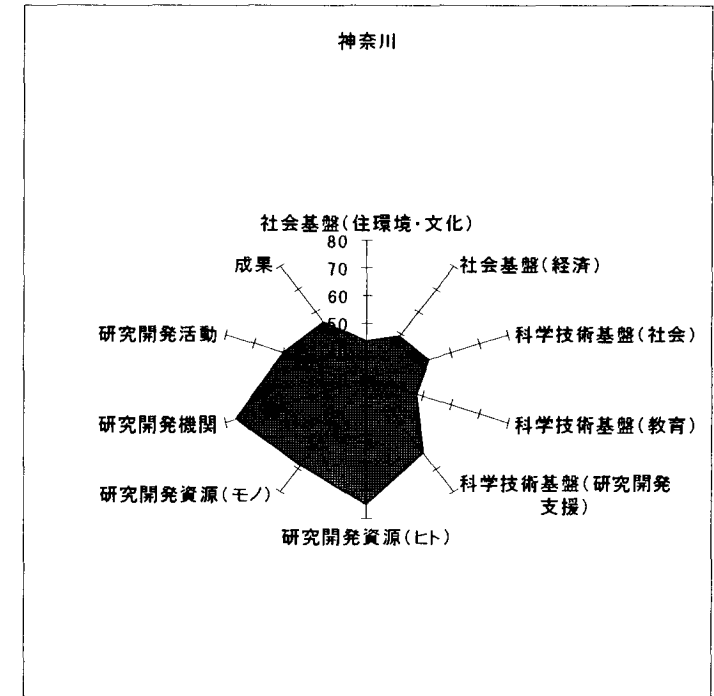 神奈川
社会基盤(住環境・文化)
80
70
60
50
成果
社会基盤(経済)
研究開発活動
科学技術基盤(社会)
研究開発機関
科学技術基盤(教育)
研究開発資源(モノ)
科学技術基盤(研究開発
支援)
研究開発資源(ヒト)